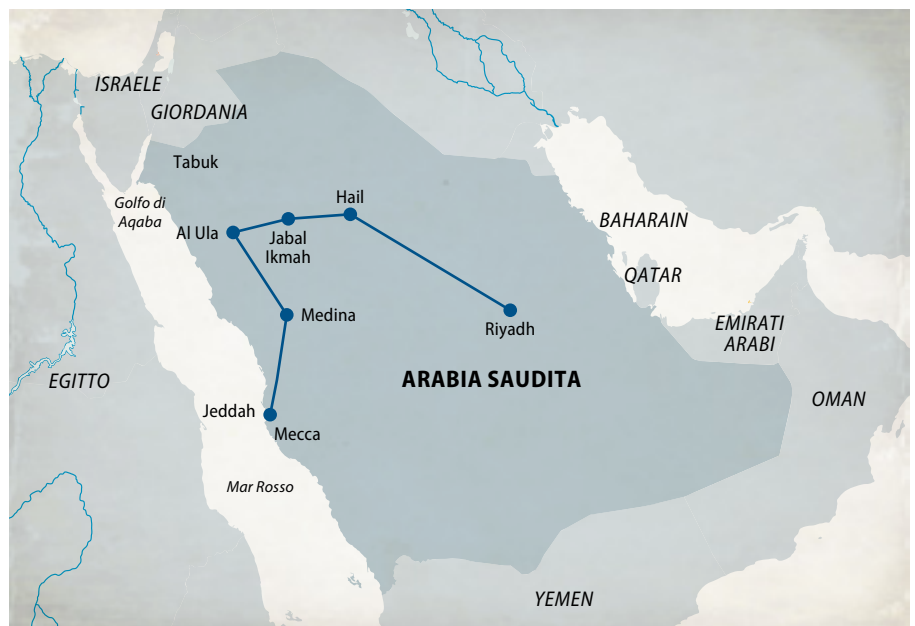 ISRAELE
GIORDANIA
Tabuk
Golfo di
Aqaba
Hail
Al Ula
Jabal
Ikmah
BAHARAIN
QATAR
Medina
Riyadh
EMIRATI
ARABI
EGITTO
ARABIA SAUDITA
OMAN
Jeddah
Mecca
Mar Rosso
YEMEN